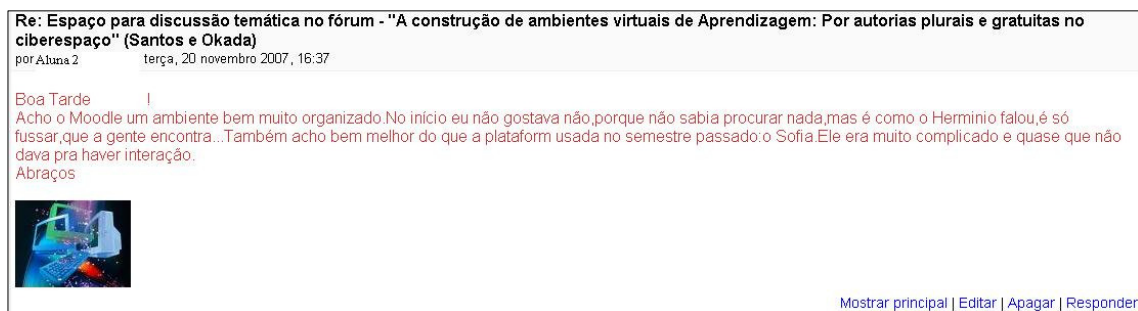 Re: Espaço para discussão temática no fórum - "A construção de ambientes virtuais de Aprendizagem: Por autorias plurais e gratuitas no
ciberespaço" (Santos e Okada)
por Aluna 2 terça, 20 novembro 2007, 16:37
Boa Tarde !
Acho o Moodle um ambiente bem muito organizado.No início eu não gostava não,porque não sabia procurar nada,mas é como o Herminio falou,é só
fussar,que a gente encontra...Também acho bem melhor do que a plataform usada no semestre passado:o Sofia.Ele era muito complicado e quase que não
dava pra haver interação.
Abraços
Mostrar principal | Editar | Apagar | Responder